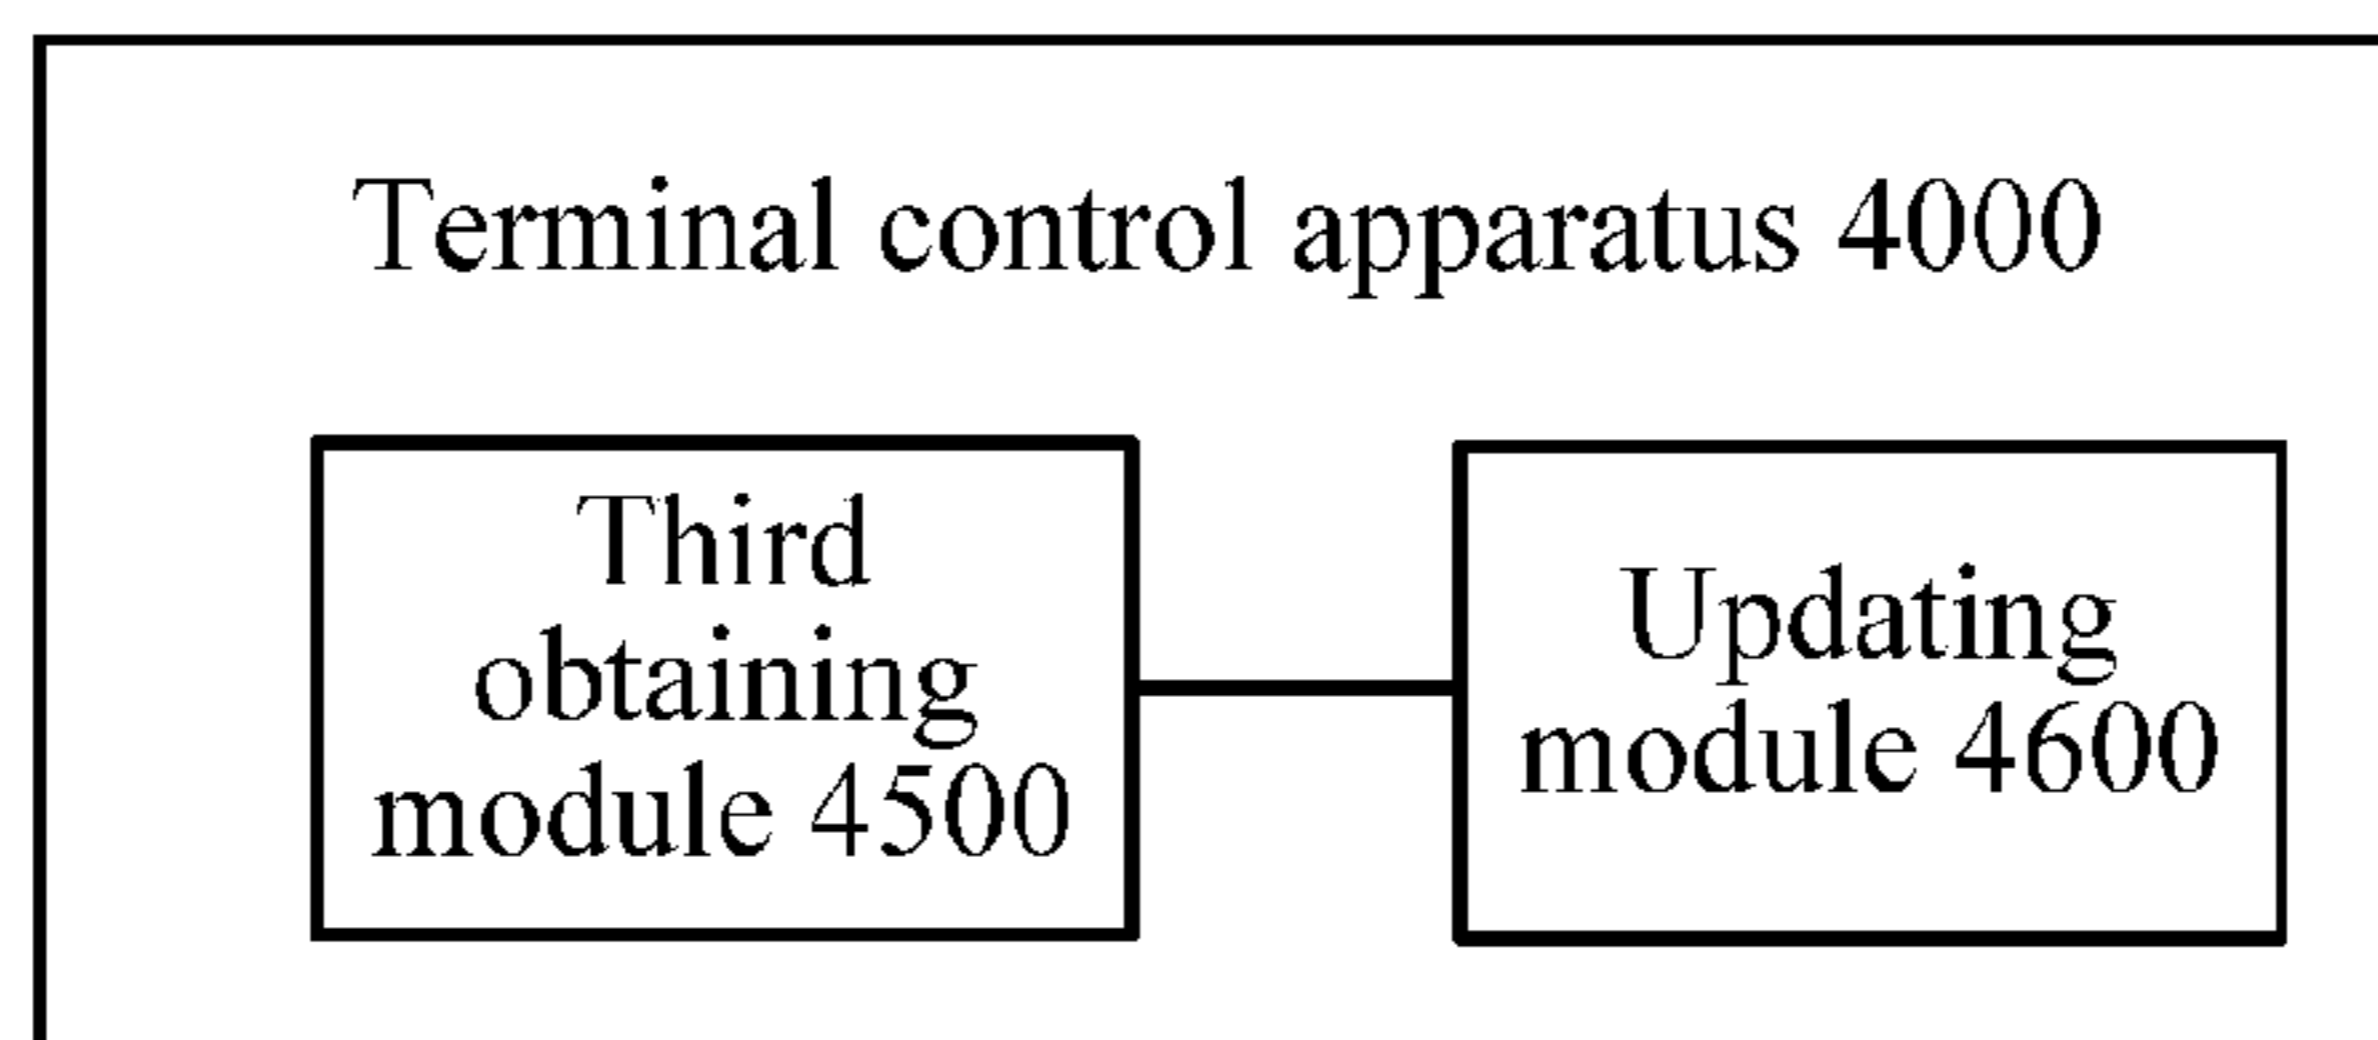 Terminal control apparatus 4000
Third
obtaining
module 4500
Updating
module 4600